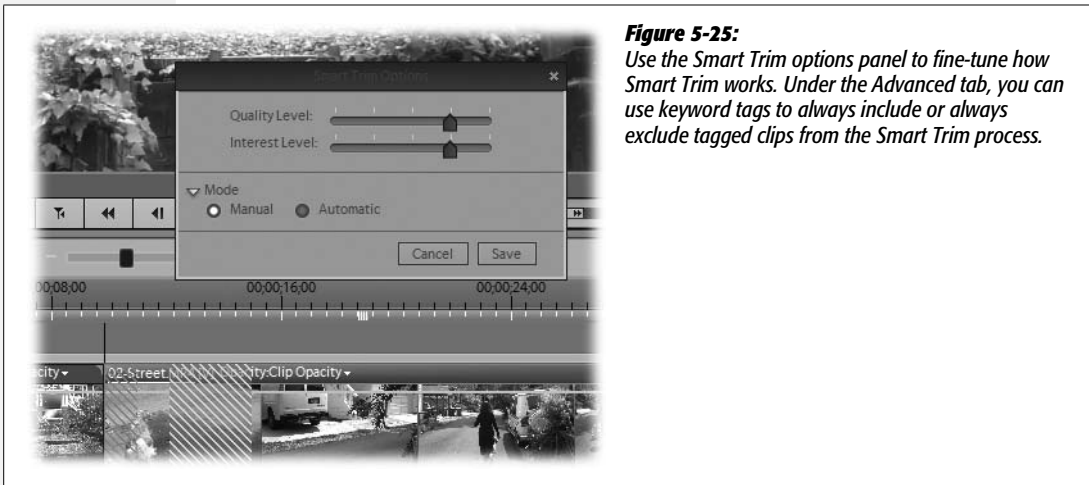 Figure 5-25:
Use the Smart Trim options panel to fine-tune how
Smart Trim works. Under the Advanced tab, you can
use keyword tags to always include or always
exclude tagged clips from the Smart Trim process.
Smart Trim Options
Quality Level:
Interest Level:
Mode
Manual Automatic
Cancel Save
00;08;00 00;00;16;00 00;00;24;00
acity 02-Street.MP4 [V] Opacity:Clip Opacity